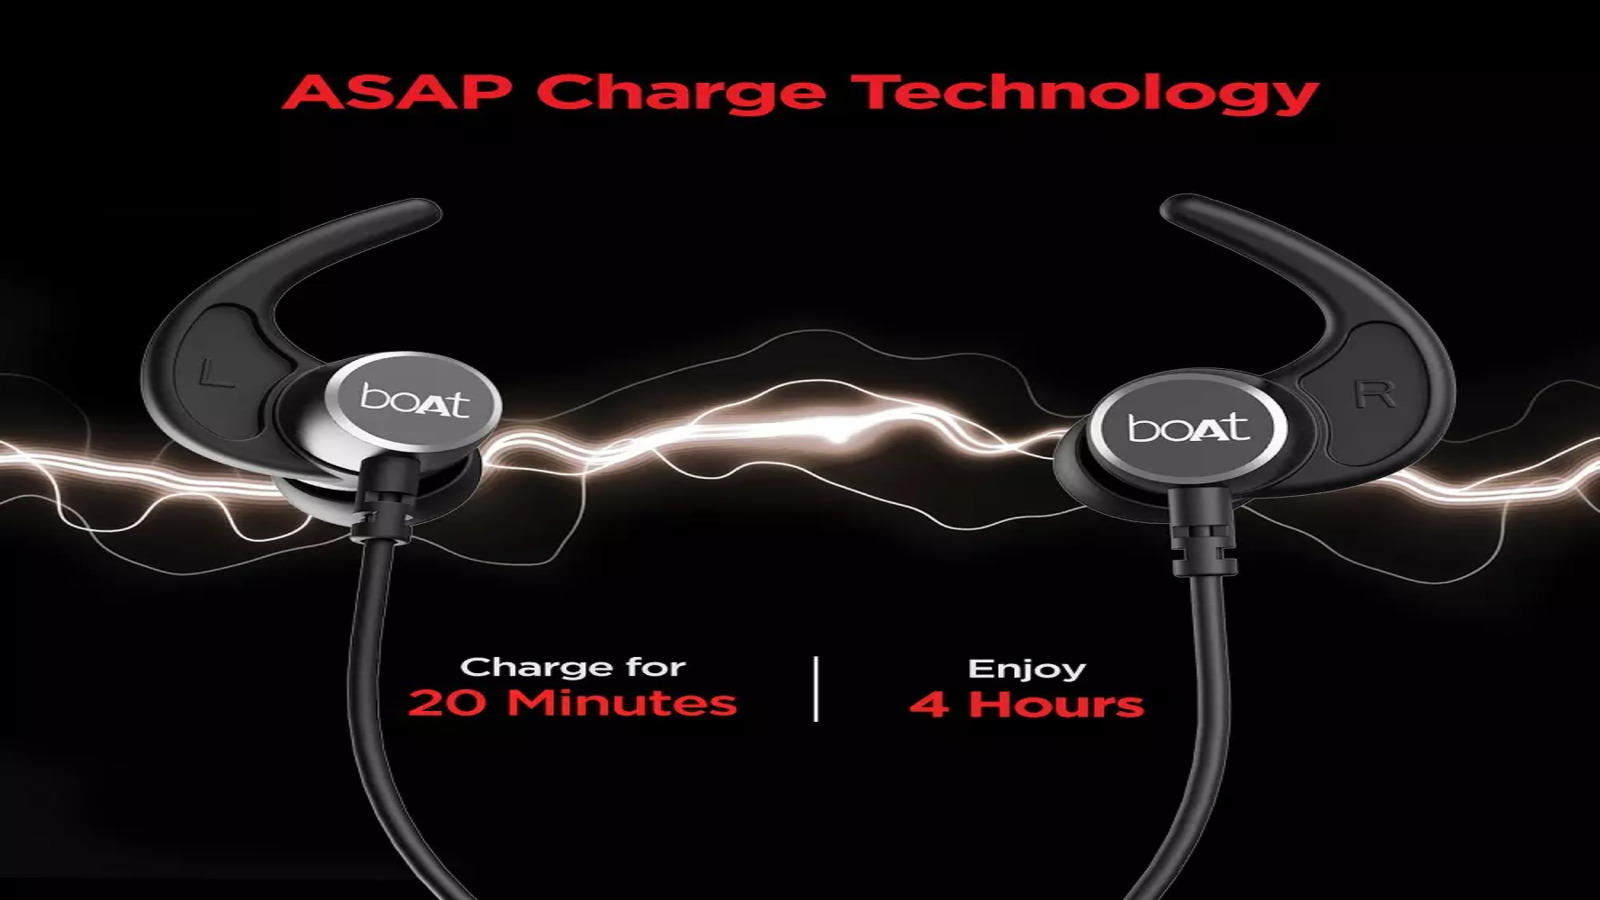 ASAP Charge Technology
L
boAt
boAt
R
Charge for
20 Minutes
Enjoy
4 Hours